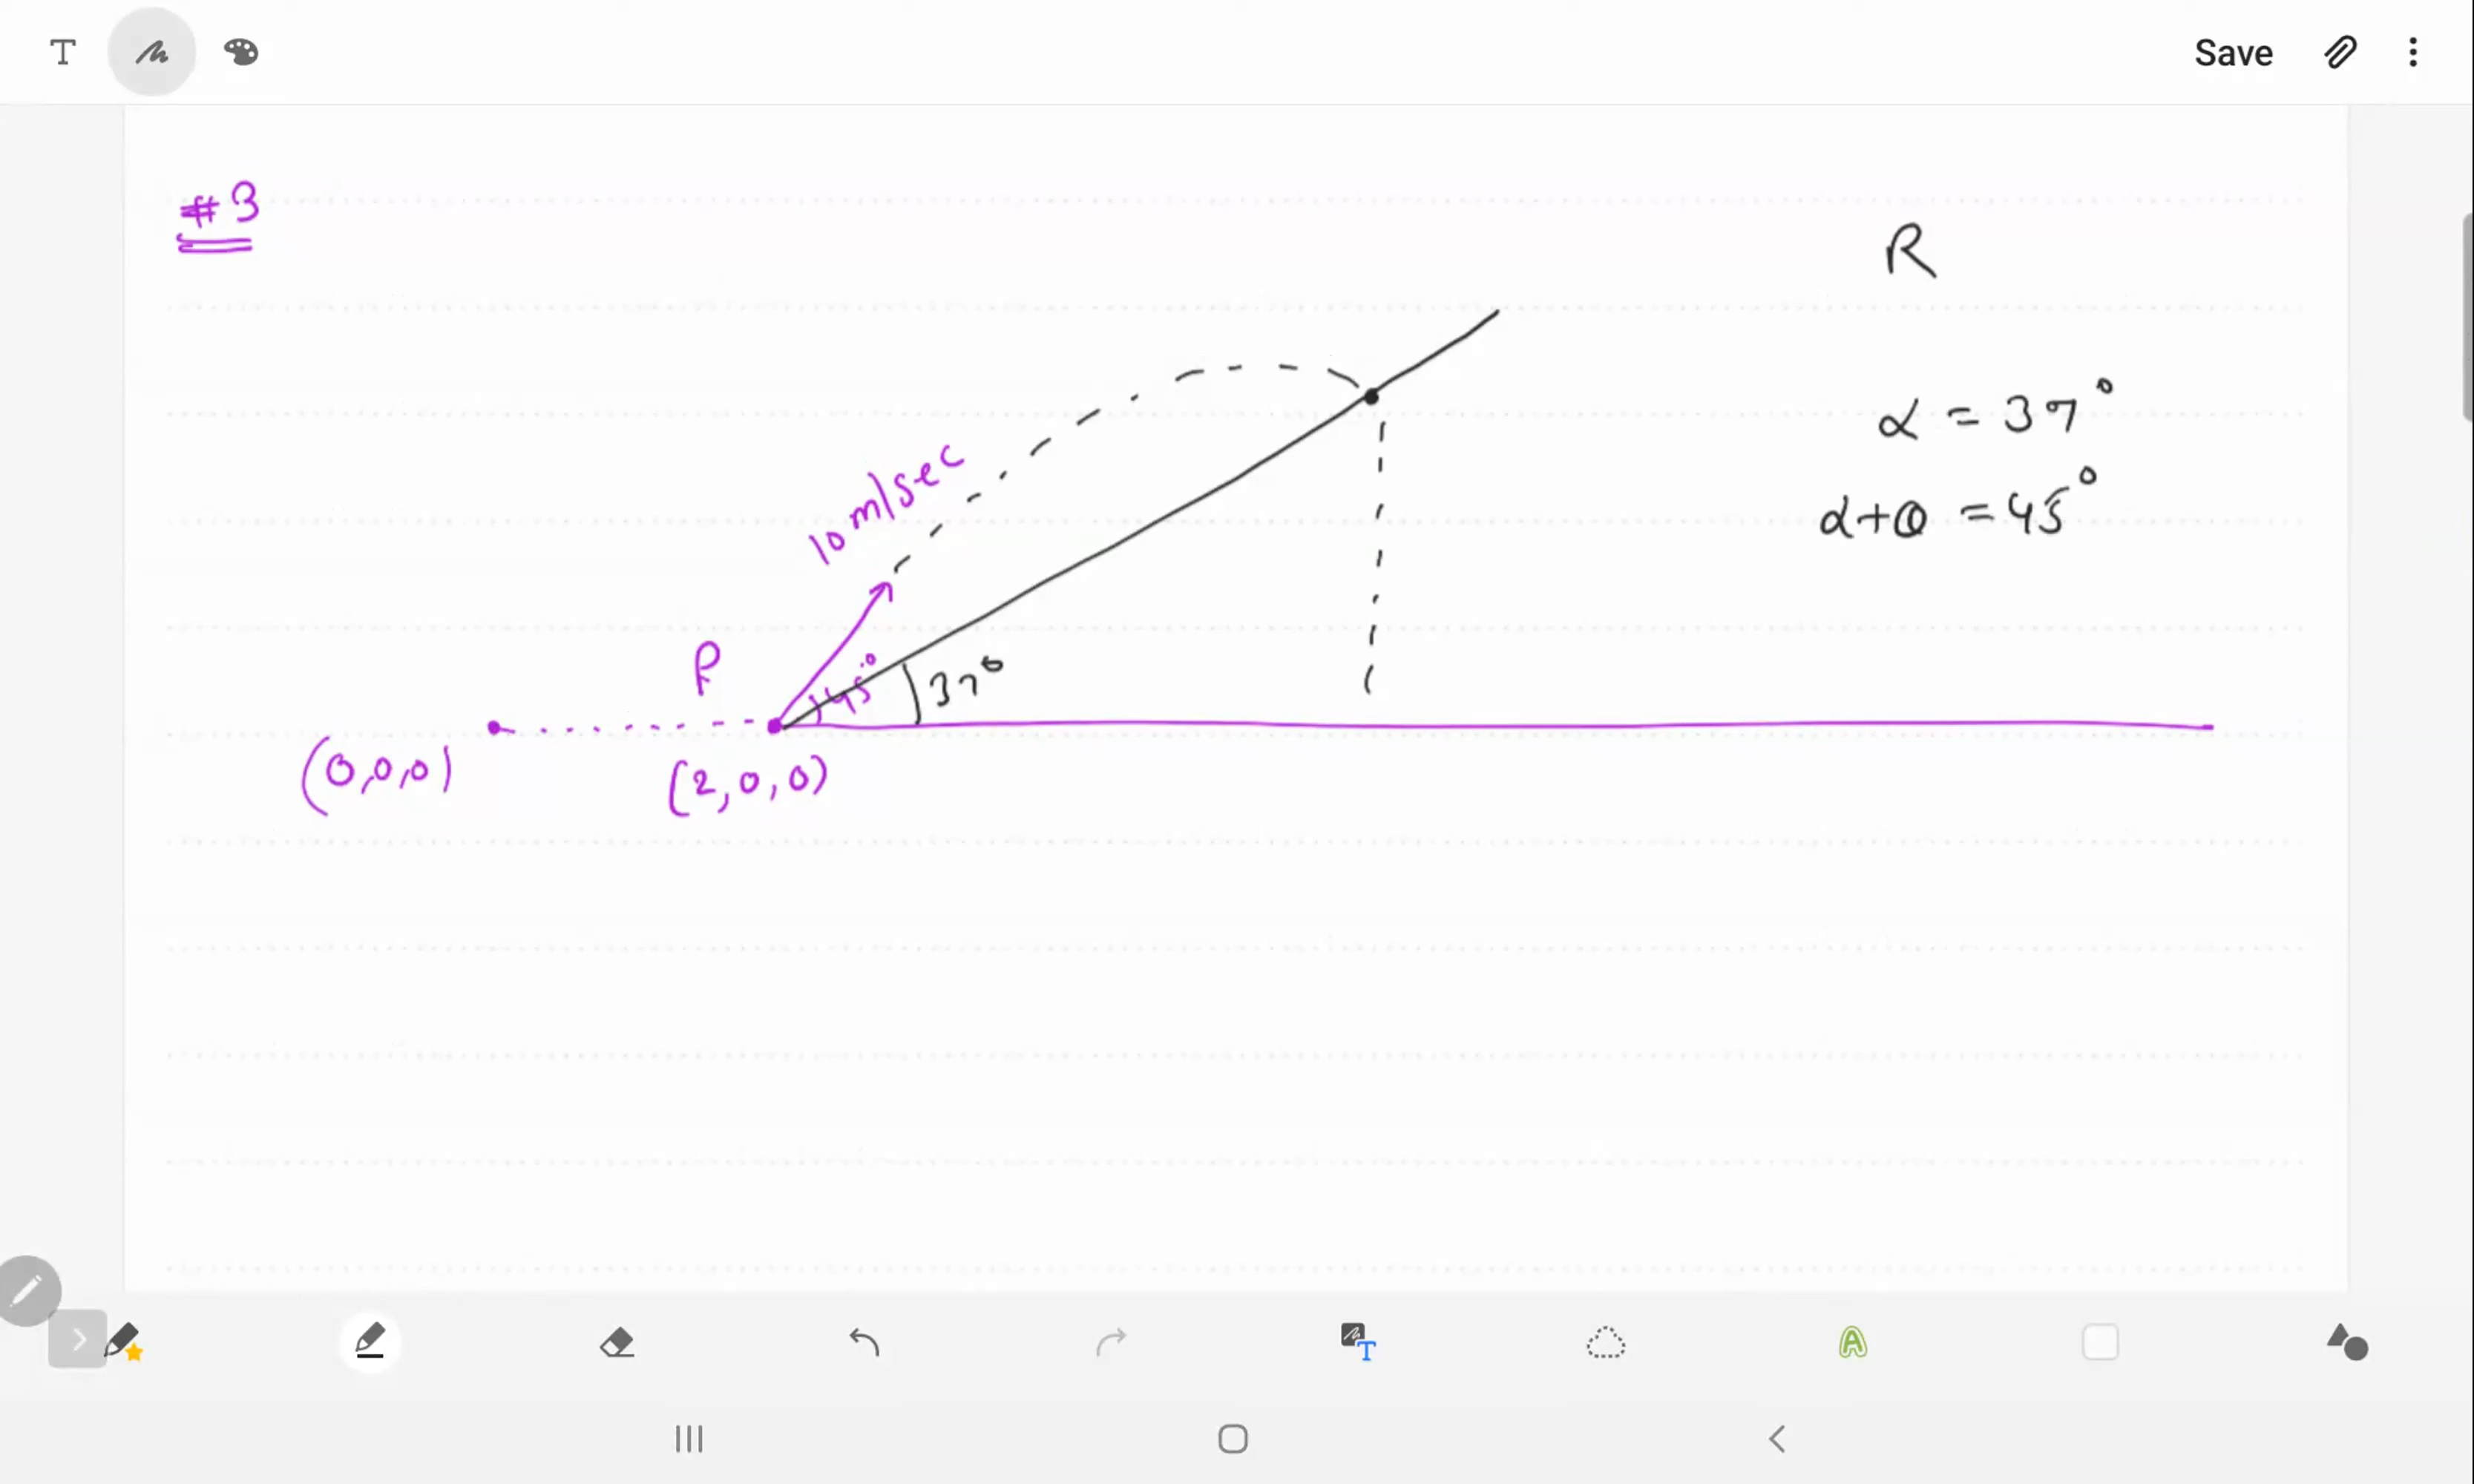 Save
#3
R
α = 37°
10 m/sec
α+θ = 45°
P
45°
37°
(0,0,0)
(2,0,0)